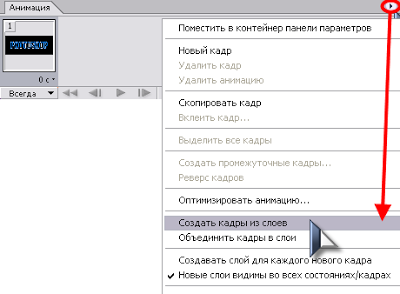 Анимация
Поместить в контейнер панели параметров
1
Новый кадр
Удалить кадр
Удалить анимацию
0 с
Всегда
Скопировать кадр
Вклеить кадр...
Выделить все кадры
Создать промежуточные кадры...
Реверс кадров
Оптимизировать анимацию...
Создать кадры из слоев
Объединить кадры в слои
Создавать слой для каждого нового кадра
Новые слои видины во всех состояниях/кадрах